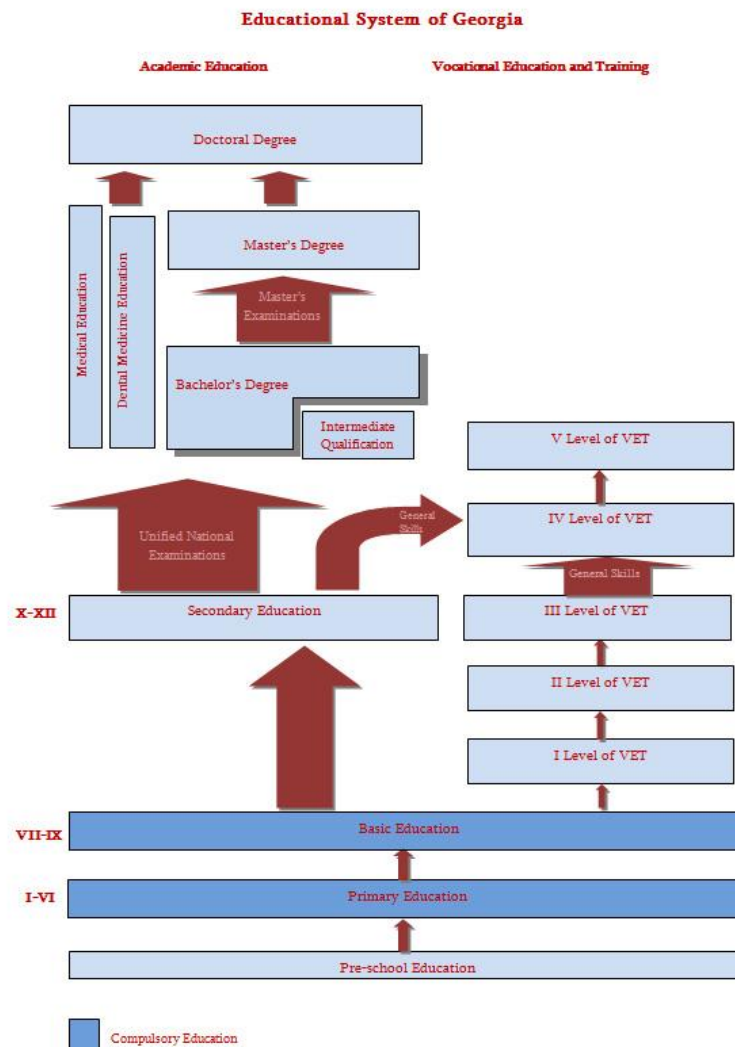 Educational System of Georgia
Academic Education
Vocational Education and Training
Doctoral Degree
Medical Education
Dental Medicine Education
Master's Degree
Master's
Examinations
Bachelor's Degree
Intermediate
Qualification
V Level of VET
General
Skills
IV Level of VET
Unified National
Examinations
General Skills
X-XII
Secondary Education
III Level of VET
II Level of VET
I Level of VET
VII-IX
Basic Education
I-VI
Primary Education
Pre-school Education
Compulsory Education